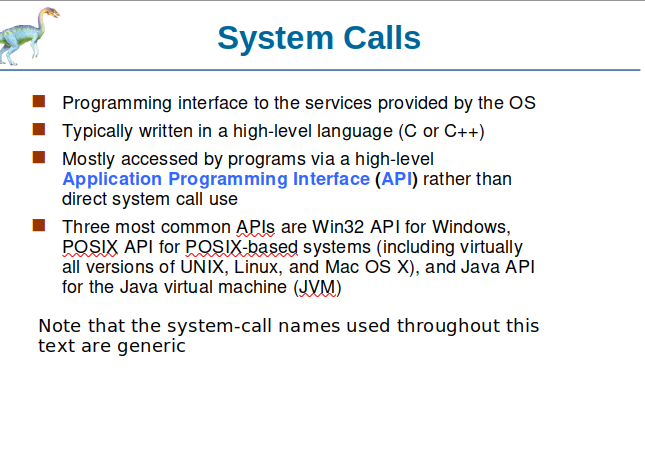 System Calls
Programming interface to the services provided by the OS
Typically written in a high-level language (C or C++)
Mostly accessed by programs via a high-level
Application Programming Interface (API) rather than
direct system call use
Three most common APIs are Win32 API for Windows,
POSIX API for POSIX-based systems (including virtually
all versions of UNIX, Linux, and Mac OS X), and Java API
for the Java virtual machine (JVM)
Note that the system-call names used throughout this
text are generic